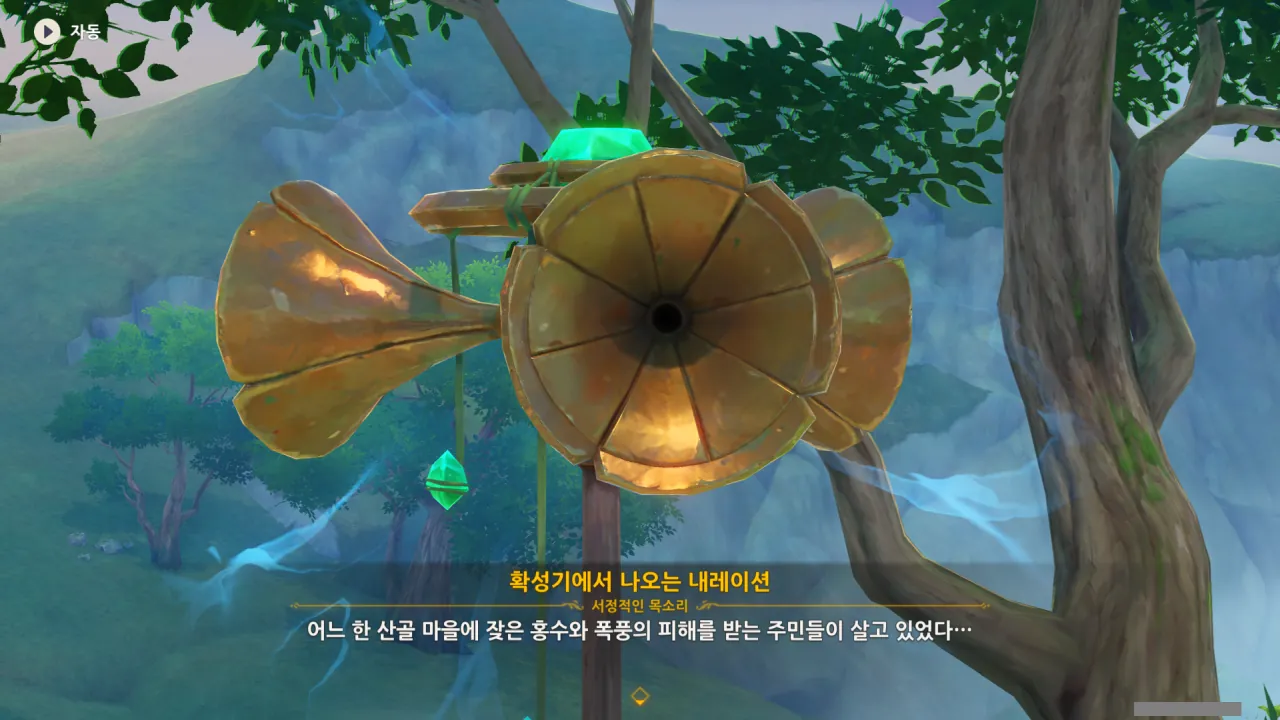 자동
확성기에서 나오는 내레이션
서정적인 목소리
어느 한 산골 마을에 잦은 홍수와 폭풍의 피해를 받는 주민들이 살고 있었다…